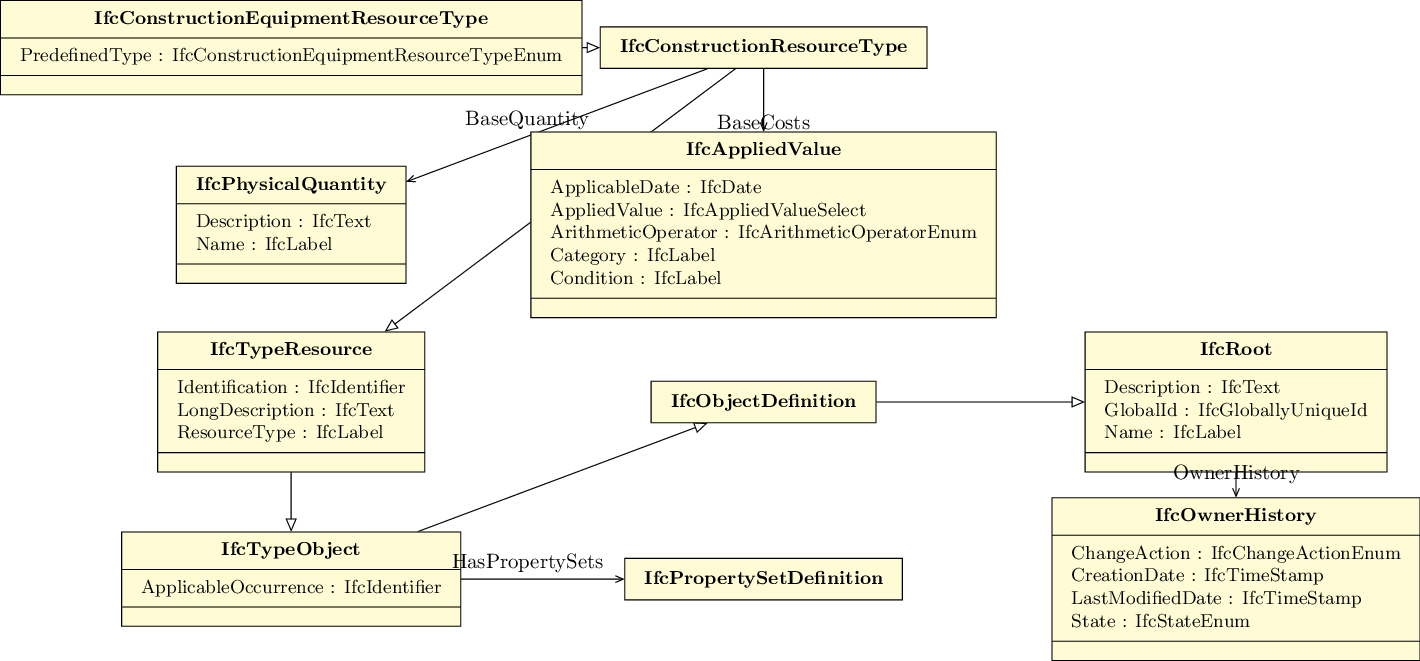 IfcConstructionEquipmentResourceType
PredefinedType : IfcConstructionEquipmentResourceTypeEnum
IfcConstructionResourceType
BaseQuantity
BaseCosts
IfcAppliedValue
ApplicableDate : IfcDate
AppliedValue : IfcAppliedValueSelect
ArithmeticOperator : IfcArithmeticOperatorEnum
Category : IfcLabel
Condition : IfcLabel
IfcPhysicalQuantity
Description : IfcText
Name : IfcLabel
IfcTypeResource
Identification : IfcIdentifier
LongDescription : IfcText
ResourceType : IfcLabel
IfcObjectDefinition
IfcRoot
Description : IfcText
GlobalId : IfcGloballyUniqueId
Name : IfcLabel
OwnerHistory
IfcOwnerHistory
ChangeAction : IfcChangeActionEnum
CreationDate : IfcTimeStamp
LastModifiedDate : IfcTimeStamp
State : IfcStateEnum
IfcTypeObject
ApplicableOccurrence : IfcIdentifier
HasPropertySets
IfcPropertySetDefinition